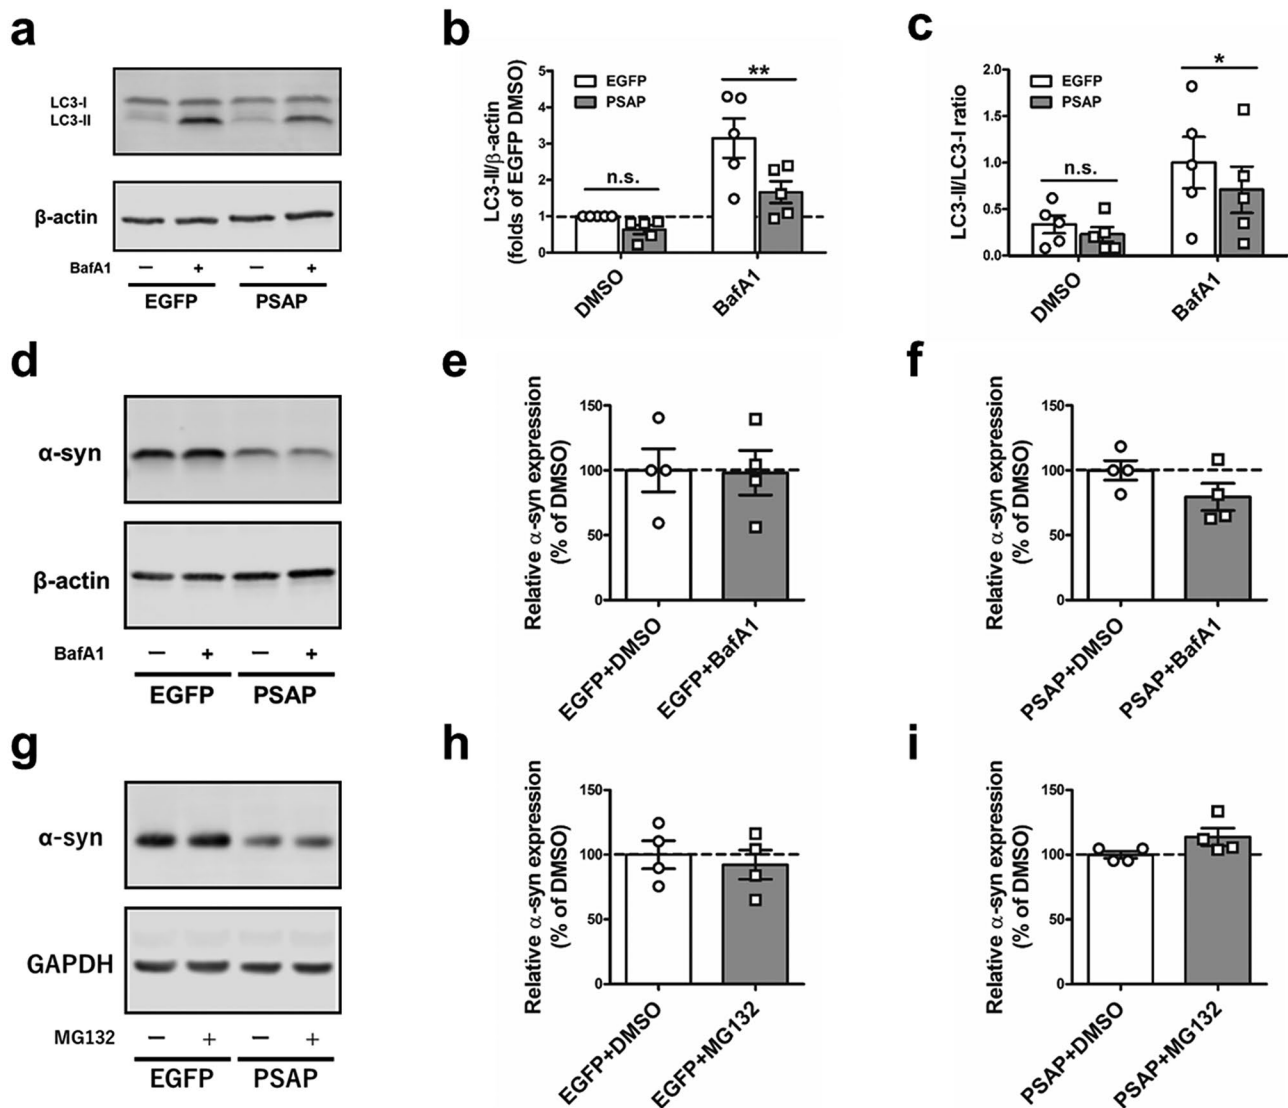 a
LC3-I
LC3-II
β-actin
BafA1 − + − +
EGFP PSAP
b
LC3-II/β-actin
(folds of EGFP DMSO)
5
4
3
2
1
0
EGFP
PSAP
n.s.
**
DMSO
BafA1
c
LC3-II/LC3-I ratio
2.0
1.5
1.0
0.5
0.0
EGFP
PSAP
n.s.
*
DMSO
BafA1
d
α-syn
β-actin
BafA1 − + − +
EGFP PSAP
e
Relative α-syn expression
(% of DMSO)
150
100
50
0
EGFP+DMSO
EGFP+BafA1
f
Relative α-syn expression
(% of DMSO)
150
100
50
0
PSAP+DMSO
PSAP+BafA1
g
α-syn
GAPDH
MG132 − + − +
EGFP PSAP
h
Relative α-syn expression
(% of DMSO)
150
100
50
0
EGFP+DMSO
EGFP+MG132
i
Relative α-syn expression
(% of DMSO)
150
100
50
0
PSAP+DMSO
PSAP+MG132